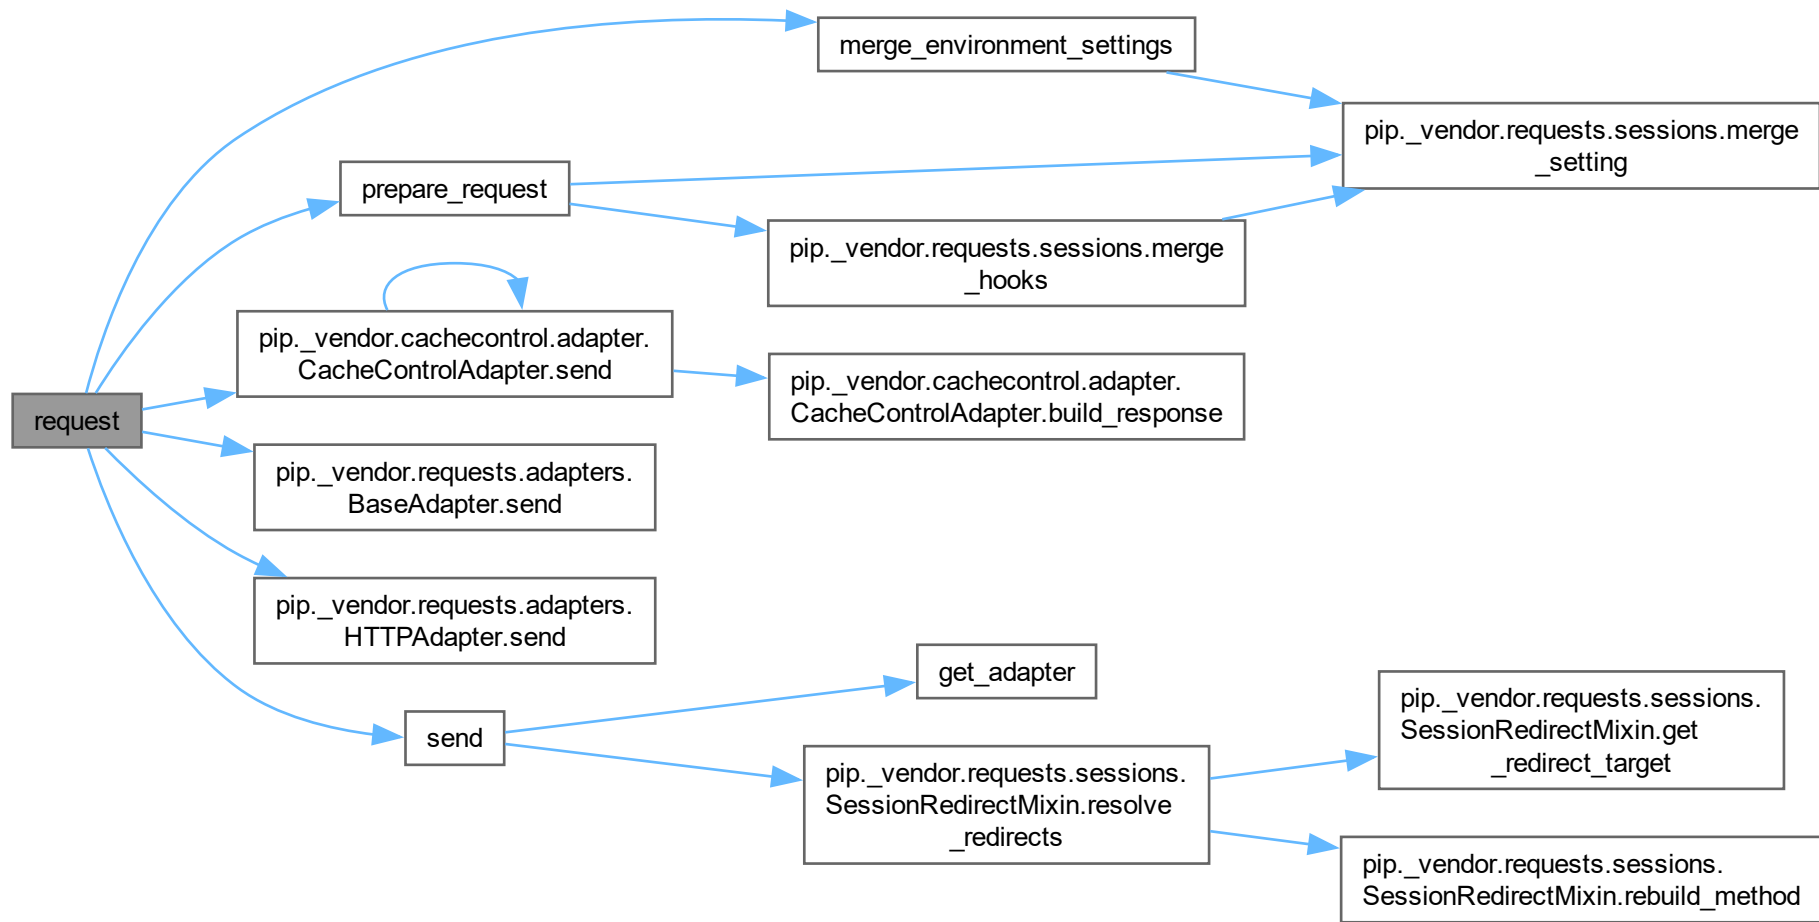 merge_environment_settings
pip._vendor.requests.sessions.merge
_setting
prepare_request
pip._vendor.requests.sessions.merge
_hooks
pip._vendor.cachecontrol.adapter.
CacheControlAdapter.send
pip._vendor.cachecontrol.adapter.
CacheControlAdapter.build_response
request
pip._vendor.requests.adapters.
BaseAdapter.send
pip._vendor.requests.adapters.
HTTPAdapter.send
get_adapter
send
pip._vendor.requests.sessions.
SessionRedirectMixin.get
_redirect_target
pip._vendor.requests.sessions.
SessionRedirectMixin.resolve
_redirects
pip._vendor.requests.sessions.
SessionRedirectMixin.rebuild_method